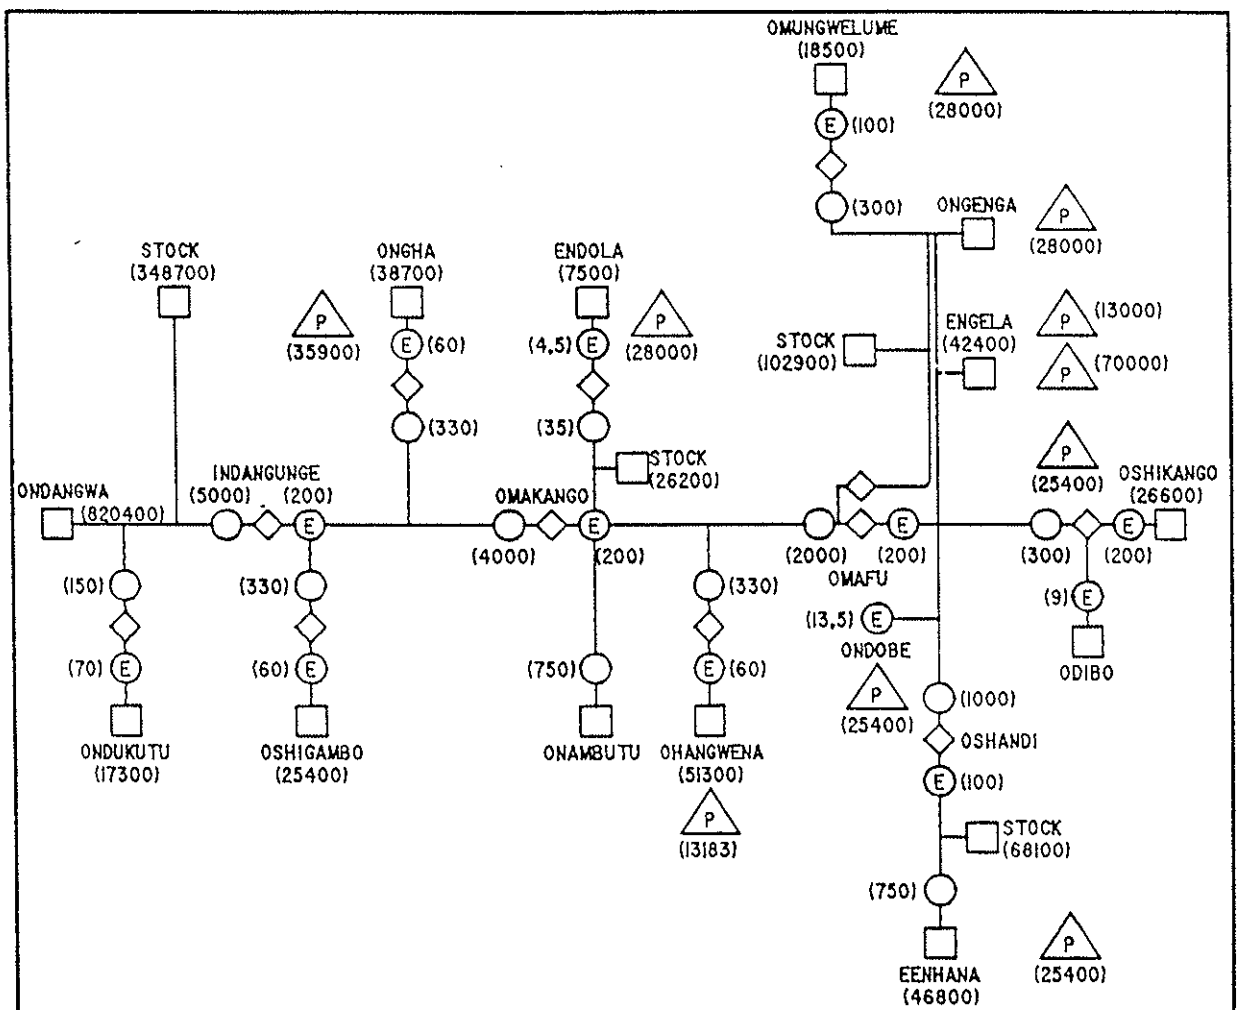 OMUNGWELUME
(18500)
P
(28000)
E
(100)
(300)
ONGENGA
P
(28000)
STOCK
(348700)
ONGHA
(38700)
ENDOLA
(7500)
P
(35900)
E
(60)
(4,5)
E
P
(28000)
STOCK
(102900)
ENGELA
(42400)
P
(13000)
P
(70000)
(330)
(35)
STOCK
(26200)
P
(25400)
OSHIKANGO
(26600)
ONDANGWA
(820400)
INDANGUNGE
(5000)
(200)
E
OMAKANGO
(4000)
E
(200)
(2000)
E
(200)
OMAFU
(300)
E
(200)
(150)
(330)
(330)
(13,5)
E
ONDOBE
P
(25400)
(9)
E
ODIBO
(70)
E
(60)
E
(750)
E
(60)
ONDUKUTU
(17300)
OSHIGAMBO
(25400)
ONAMBUTU
OHANGWENA
(51300)
P
(13183)
(1000)
OSHANDI
E
(100)
STOCK
(68100)
(750)
EENHANA
(46800)
P
(25400)